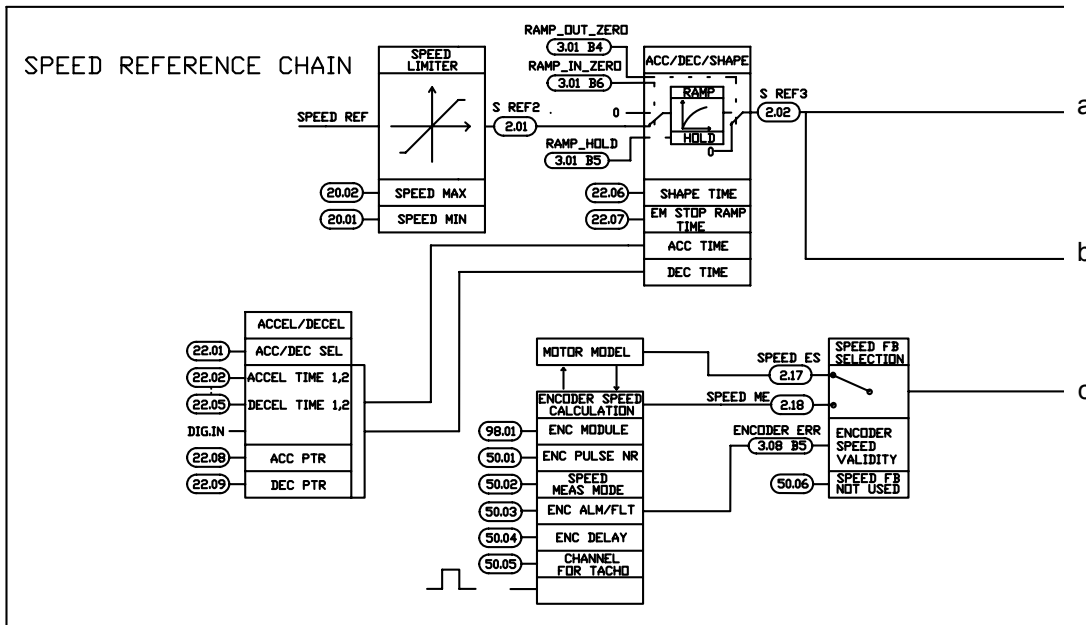 SPEED REFERENCE CHAIN
SPEED
LIMITER
SPEED REF
20.02
SPEED MAX
20.01
SPEED MIN
S REF2
2.01
RAMP_OUT_ZERO
3.01 B4
RAMP_IN_ZERO
3.01 B6
0
RAMP_HOLD
3.01 B5
ACC/DEC/SHAPE
RAMP
HOLD
0
22.06
SHAPE TIME
22.07
EM STOP RAMP
TIME
ACC TIME
DEC TIME
S REF3
2.02
a
b
ACCEL/DECEL
22.01
ACC/DEC SEL
22.02
ACCEL TIME 1,2
22.05
DECEL TIME 1,2
DIG.IN
22.08
ACC PTR
22.09
DEC PTR
MOTOR MODEL
ENCODER SPEED
CALCULATION
98.01
ENC MODULE
50.01
ENC PULSE NR
50.02
SPEED
MEAS MODE
50.03
ENC ALM/FLT
50.04
ENC DELAY
50.05
CHANNEL
FOR TACHO
SPEED ES
2.17
SPEED ME
2.18
ENCODER ERR
3.08 B5
50.06
SPEED FB
SELECTION
ENCODER
SPEED
VALIDITY
SPEED FB
NOT USED
c